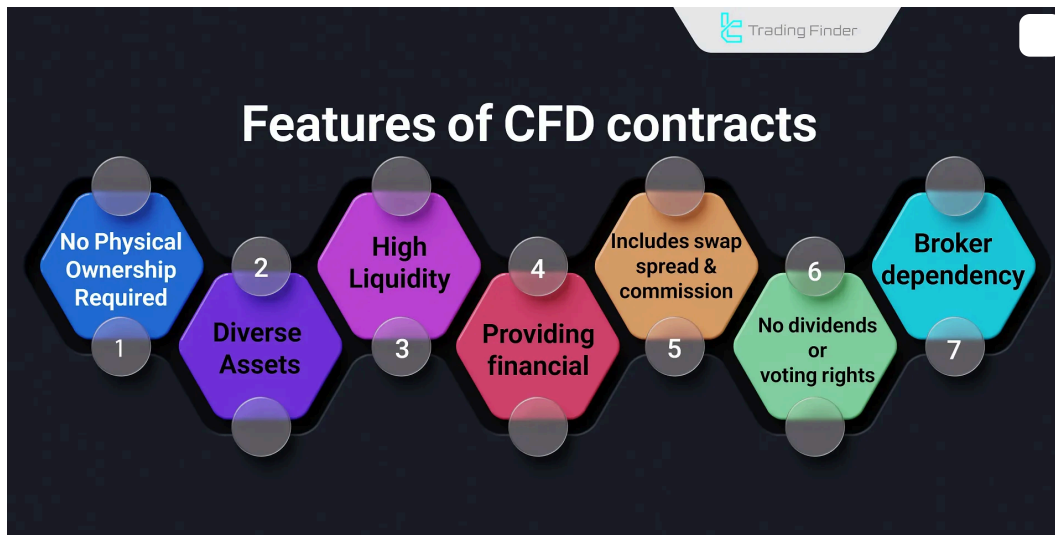 Trading Finder
Features of CFD contracts
No Physical
Ownership
Required
1
2
Diverse
Assets
High
Liquidity
3
4
Providing
financial
Includes swap
spread &
commission
5
6
No dividends
or
voting rights
Broker
dependency
7